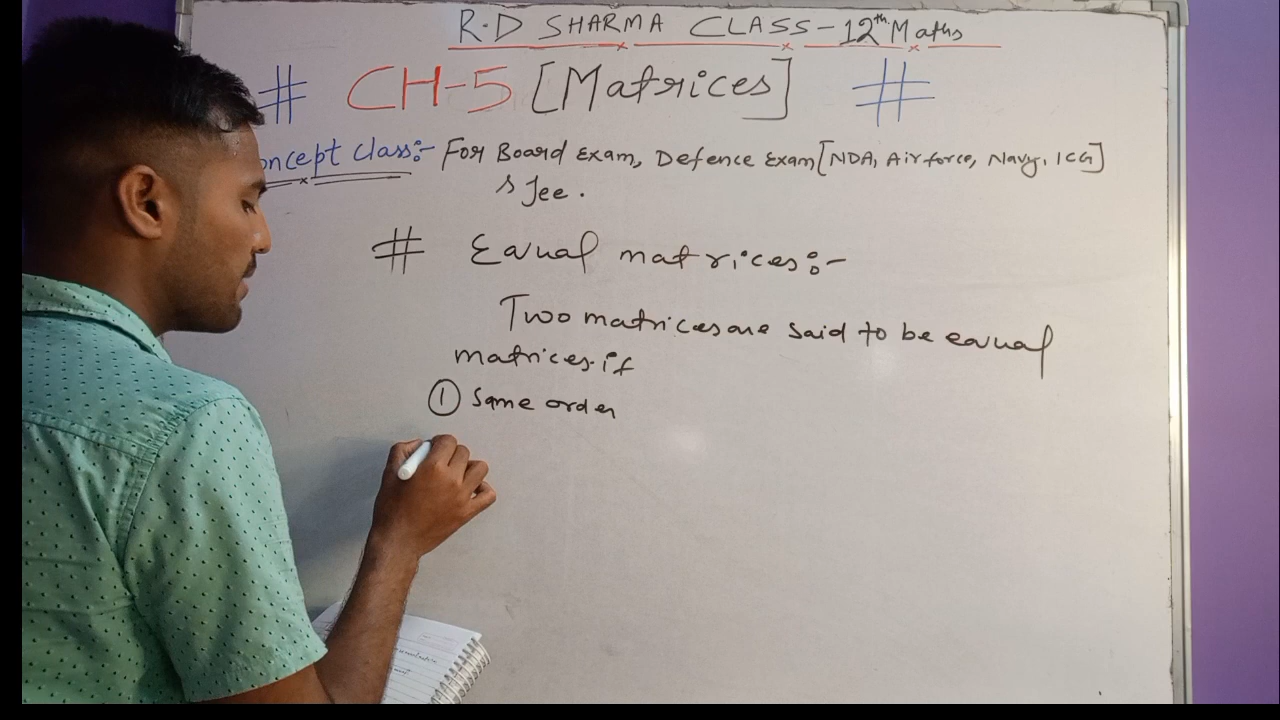 R.D SHARMA CLASS-12th Maths
# CH-5 [Matrices] #
oncept class:- For Board Exam, Defence Exam [NDA, Airforce, Navy, ICG]
& Jee.
# Equal matrices:-
Two matrices are said to be equal
matrices if
① Same order